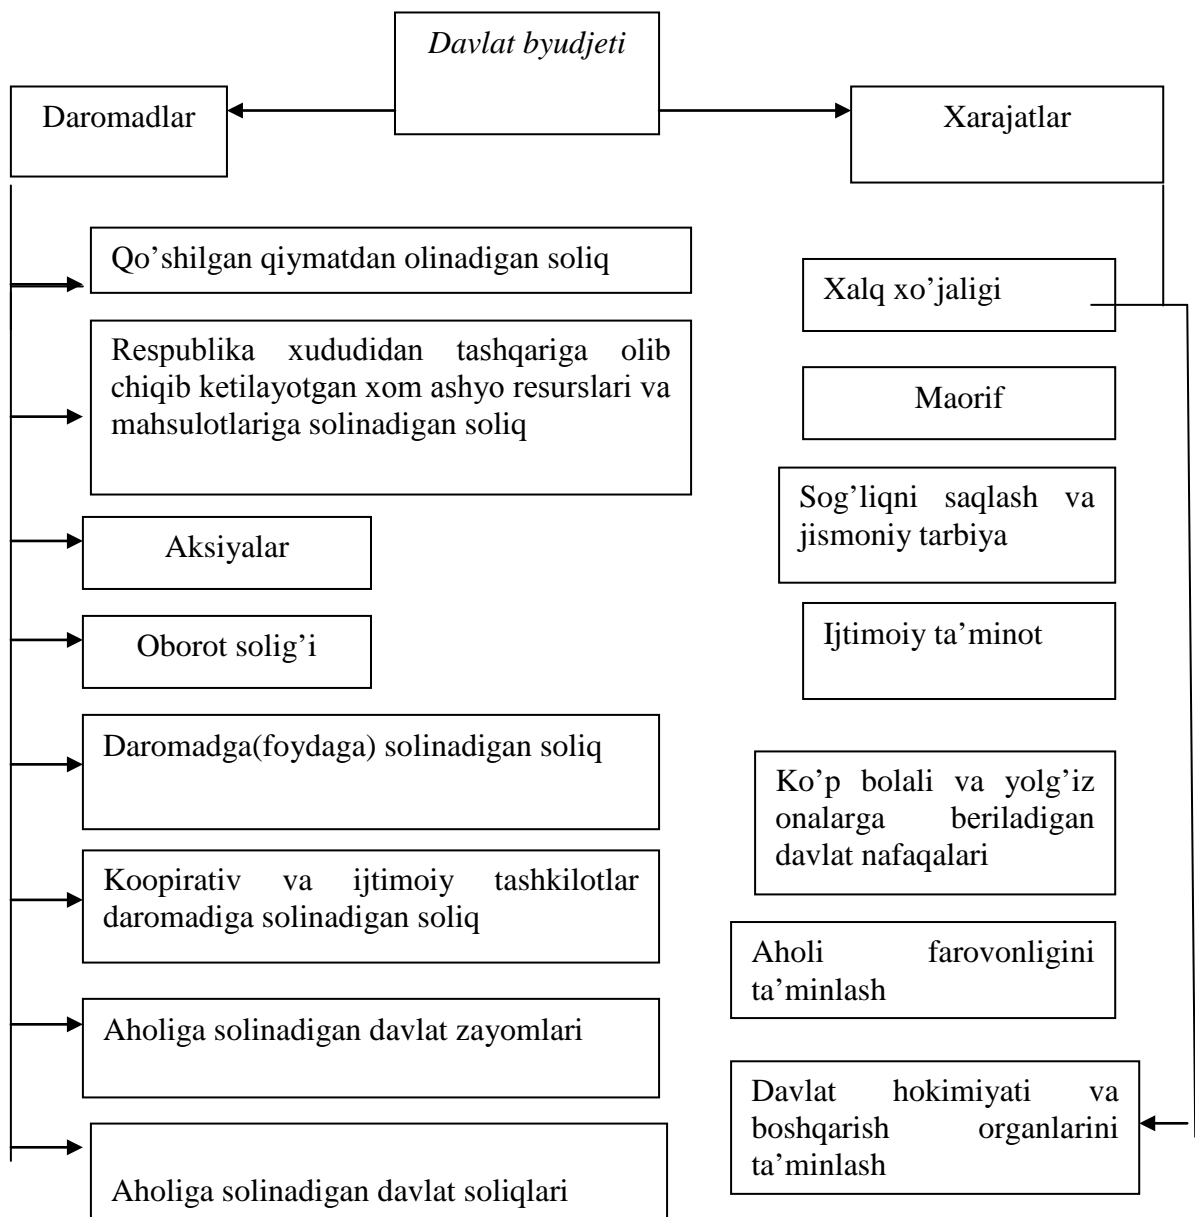 Davlat byudjeti
Daromadlar
Xarajatlar
Qo’shilgan qiymatdan olinadigan soliq
Respublika xududidan tashqariga olib
chiqib ketilayotgan xom ashyo resurslari va
mahsulotlariga solinadigan soliq
Aksiyalar
Oborot solig’i
Daromadga(foydaga) solinadigan soliq
Koopirativ va ijtimoiy tashkilotlar
daromadiga solinadigan soliq
Aholiga solinadigan davlat zayomlari
Aholiga solinadigan davlat soliqlari
Xalq xo’jaligi
Maorif
Sog’liqni saqlash va
jismoniy tarbiya
Ijtimoiy ta’minot
Ko’p bolali va yolg’iz
onalarga beriladigan
davlat nafaqalari
Aholi farovonligini
ta’minlash
Davlat hokimiyati va
boshqarish organlarini
ta’minlash